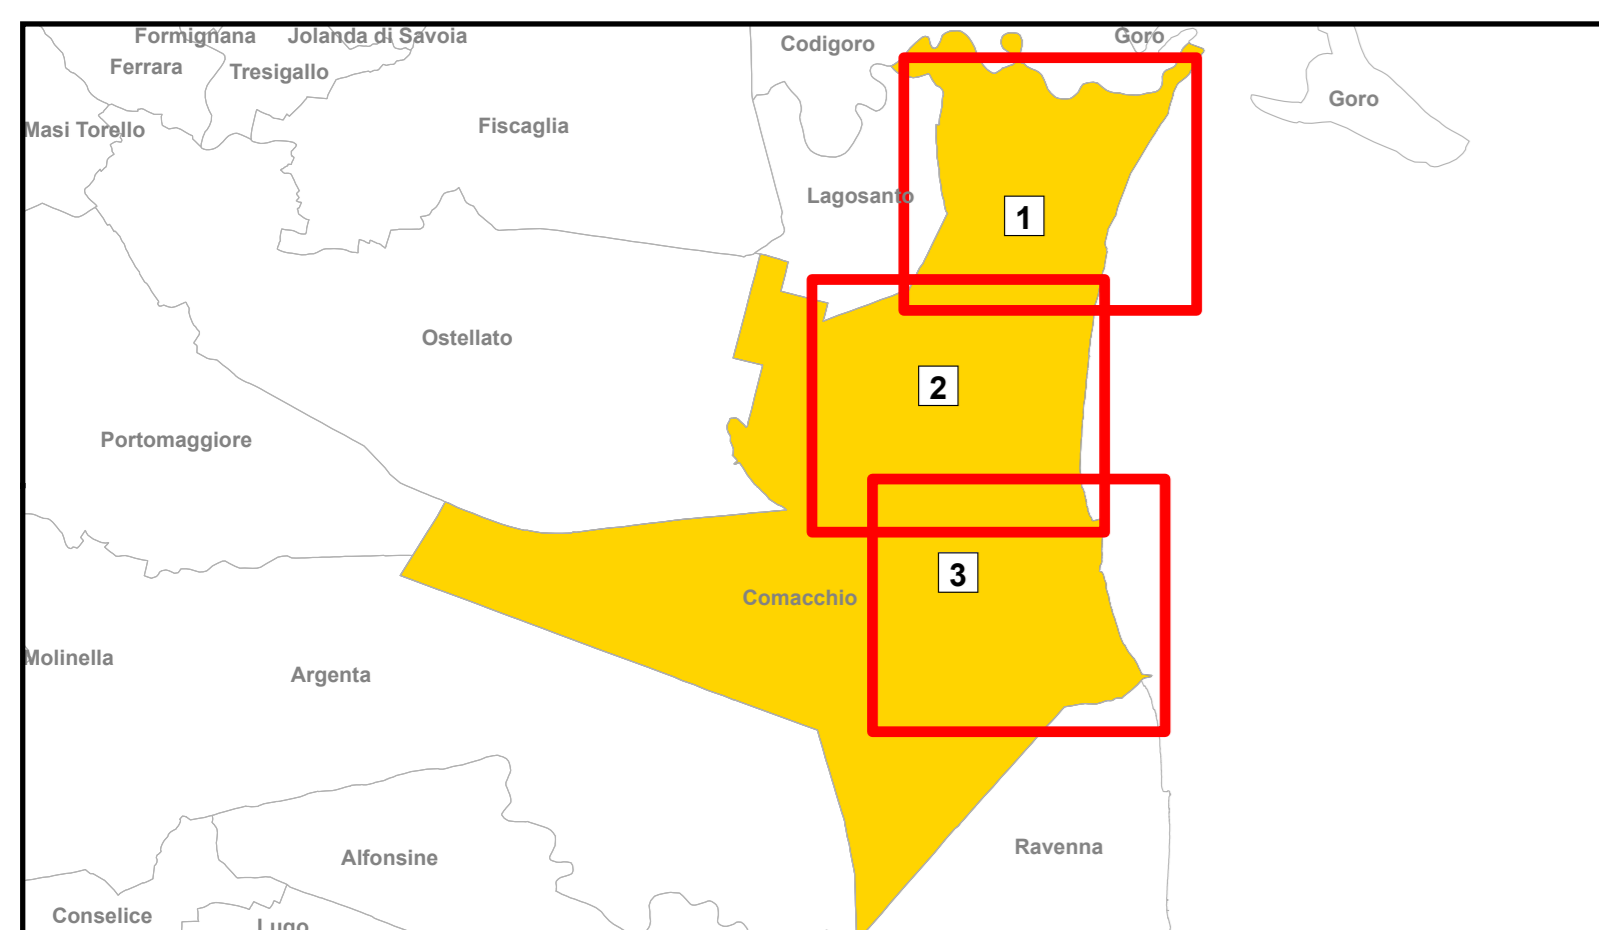 Formignana
Jolanda di Savoia
Codigoro
Goro
Ferrara
Tresigallo
Goro
Masi Torello
Fiscaglia
Lagosanto
1
Ostellato
2
Portomaggiore
3
Comacchio
Molinella
Argenta
Ravenna
Alfonsine
Conselice
Lugo